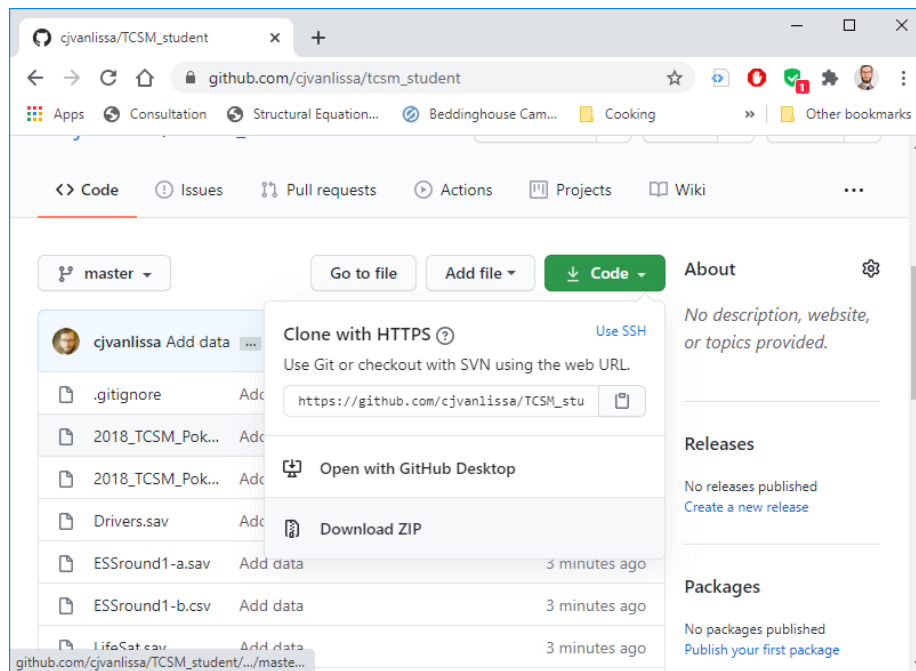 cjvanlissa/TCSM_student
github.com/cjvanlissa/tcsm_student
1
Apps Consultation Structural Equation... Beddinghouse Cam... Cooking » Other bookmarks
<> Code Issues Pull requests Actions Projects Wiki ...
master Go to file Add file Code About
No description, website,
or topics provided.
Clone with HTTPS ? Use SSH
cjvanlissa Add data ...
Use Git or checkout with SVN using the web URL.
.gitignore Add
https://github.com/cjvanlissa/TCSM_stu
2018_TCSM_Pok... Add
Releases
Open with GitHub Desktop
2018_TCSM_Pok... Add
No releases published
Create a new release
Drivers.sav Add
Download ZIP
ESSround1-a.sav Add data 3 minutes ago
Packages
ESSround1-b.csv Add data 3 minutes ago
No packages published
LifeSat.sav Add data 3 minutes ago
Publish your first package
github.com/cjvanlissa/TCSM_student/.../maste...